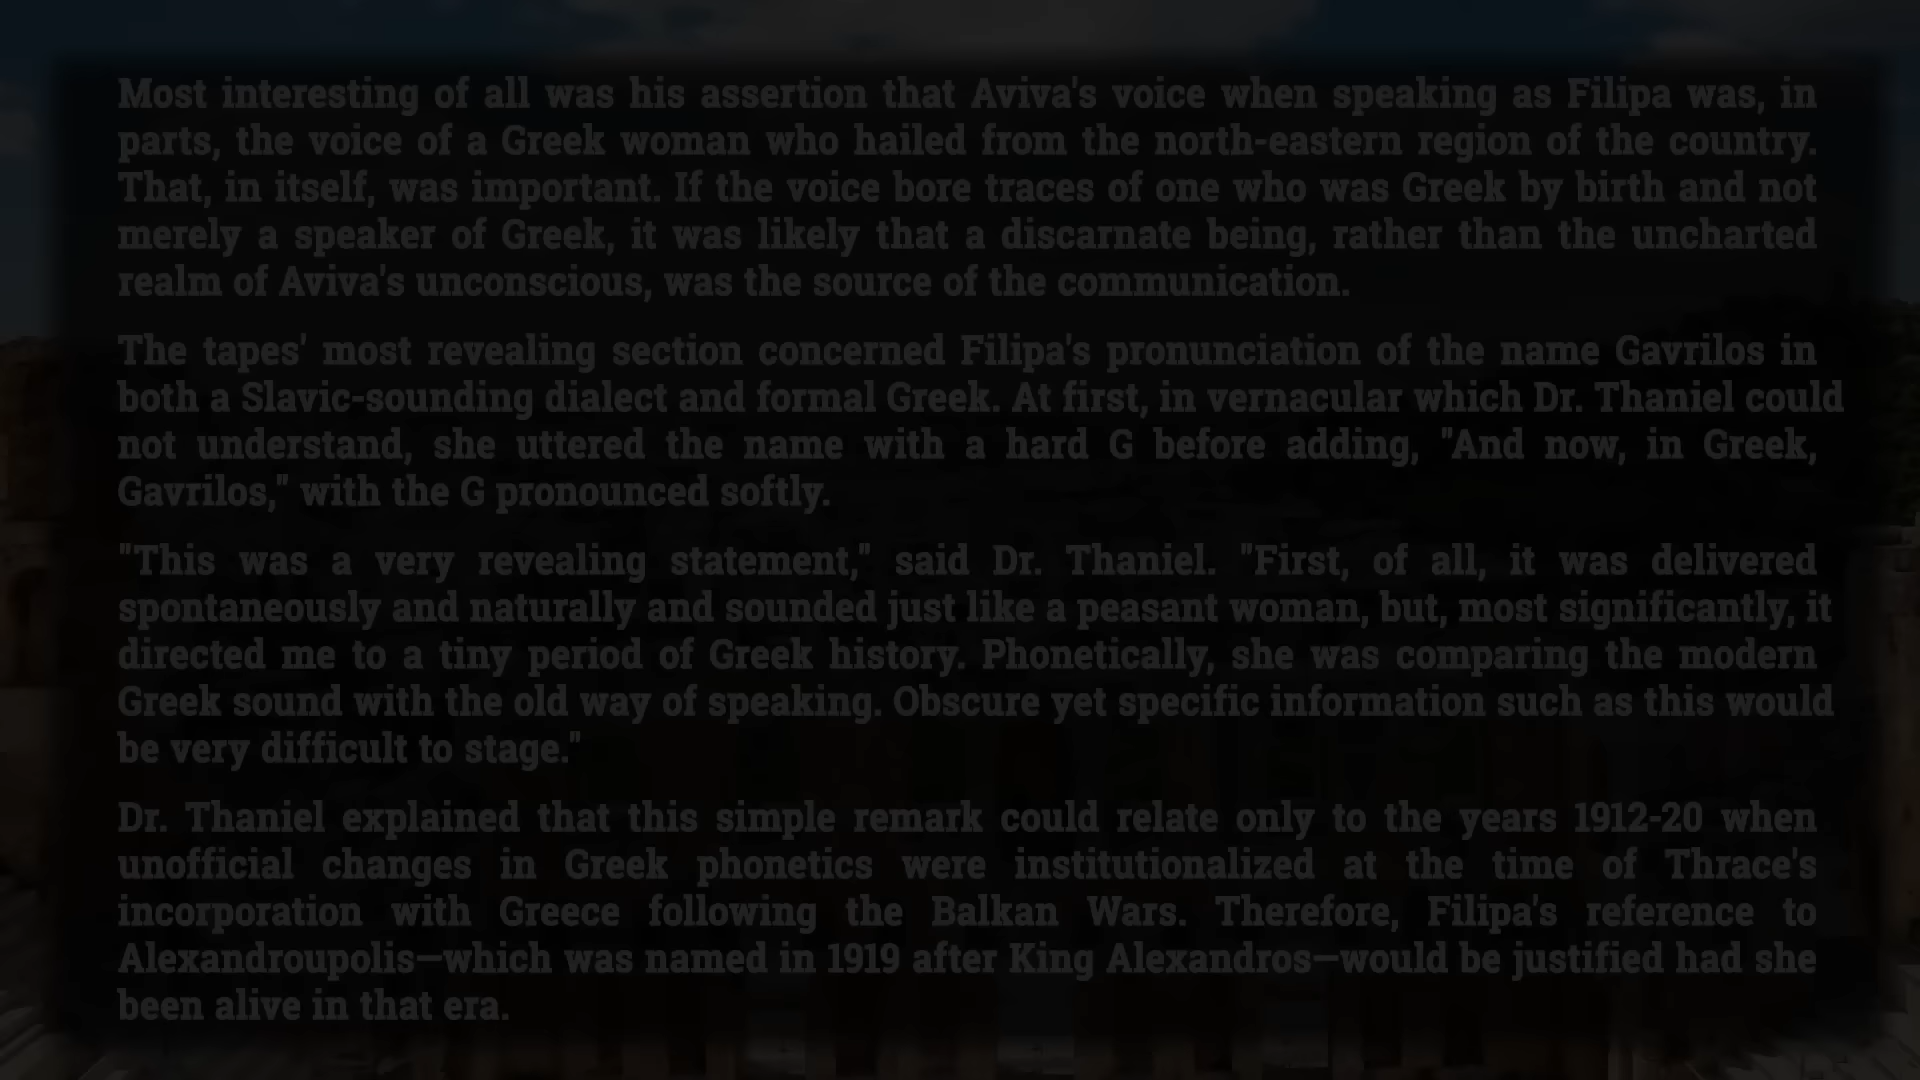 Most interesting of all was his assertion that Aviva's voice when speaking as Filipa was, in
parts, the voice of a Greek woman who hailed from the north-eastern region of the country.
That, in itself, was important. If the voice bore traces of one who was Greek by birth and not
merely a speaker of Greek, it was likely that a discarnate being, rather than the uncharted
realm of Aviva's unconscious, was the source of the communication.
The tapes' most revealing section concerned Filipa's pronunciation of the name Gavrilos in
both a Slavic-sounding dialect and formal Greek. At first, in vernacular which Dr. Thaniel could
not understand, she uttered the name with a hard G before adding, "And now, in Greek,
Gavrilos," with the G pronounced softly.
"This was a very revealing statement," said Dr. Thaniel. "First, of all, it was delivered
spontaneously and naturally and sounded just like a peasant woman, but, most significantly, it
directed me to a tiny period of Greek history. Phonetically, she was comparing the modern
Greek sound with the old way of speaking. Obscure yet specific information such as this would
be very difficult to stage."
Dr. Thaniel explained that this simple remark could relate only to the years 1912-20 when
unofficial changes in Greek phonetics were institutionalized at the time of Thrace's
incorporation with Greece following the Balkan Wars. Therefore, Filipa's reference to
Alexandroupolis—which was named in 1919 after King Alexandros—would be justified had she
been alive in that era.